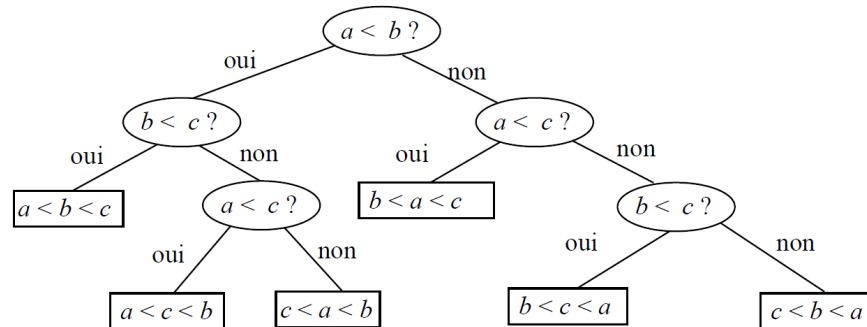 a < b ?
oui non
b < c ? a < c ?
oui non oui non
a < b < c a < c ? b < a < c b < c ?
oui non oui non
a < c < b c < a < b b < c < a c < b < a